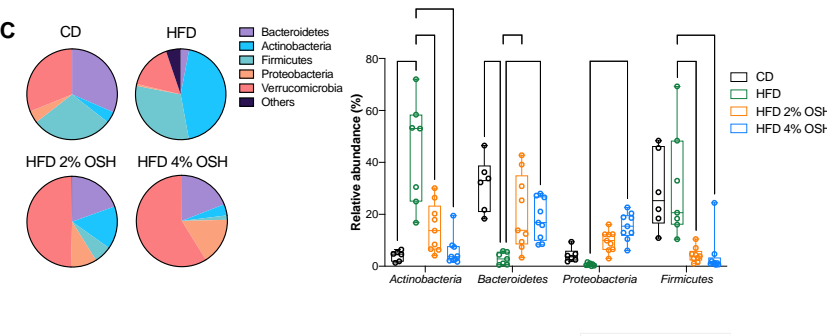 C
CD
HFD
Bacteroidetes
Actinobacteria
Firmicutes
Proteobacteria
Verrucomicrobia
Others
HFD 2% OSH
HFD 4% OSH
Relative abundance (%)
80
60
40
20
0
Actinobacteria
Bacteroidetes
Proteobacteria
Firmicutes
CD
HFD
HFD 2% OSH
HFD 4% OSH